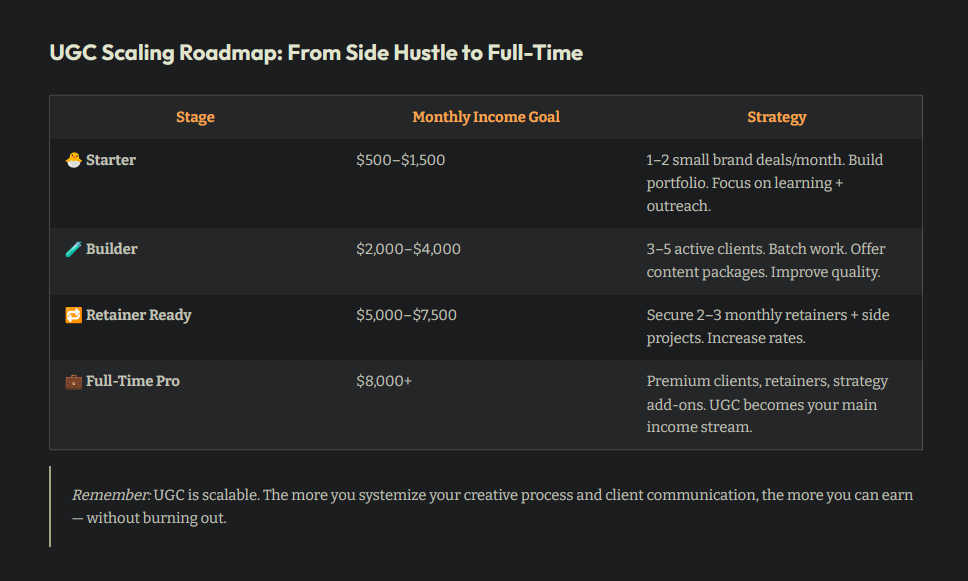 UGC Scaling Roadmap: From Side Hustle to Full-Time
Stage Monthly Income Goal Strategy
🐣 Starter $500–$1,500 1–2 small brand deals/month. Build
portfolio. Focus on learning +
outreach.
🧪 Builder $2,000–$4,000 3–5 active clients. Batch work. Offer
content packages. Improve quality.
🔁 Retainer Ready $5,000–$7,500 Secure 2–3 monthly retainers + side
projects. Increase rates.
💼 Full-Time Pro $8,000+ Premium clients, retainers, strategy
add-ons. UGC becomes your main
income stream.
Remember: UGC is scalable. The more you systemize your creative process and client communication, the more you can earn
— without burning out.